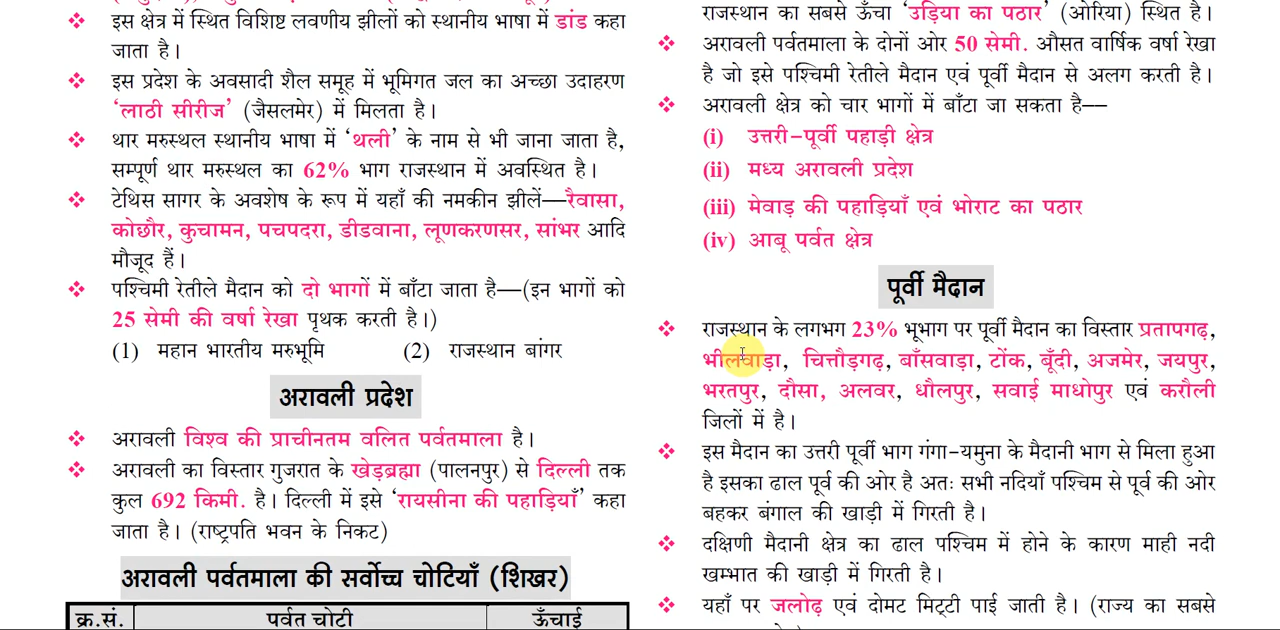 ❖ इस क्षेत्र में स्थित विशिष्ट लवणीय झीलों को स्थानीय भाषा में डांड कहा
जाता है।
❖ इस प्रदेश के अवसादी शैल समूह में भूमिगत जल का अच्छा उदाहरण
‘लाठी सीरीज’ (जैसलमेर) में मिलता है।
❖ थार मरुस्थल स्थानीय भाषा में ‘थली’ के नाम से भी जाना जाता है,
सम्पूर्ण थार मरुस्थल का 62% भाग राजस्थान में अवस्थित है।
❖ टेथिस सागर के अवशेष के रूप में यहाँ की नमकीन झीलें—रैवासा,
कोछौर, कुचामन, पचपदरा, डीडवाना, लूणकरणसर, सांभर आदि
मौजूद हैं।
❖ पश्चिमी रेतीले मैदान को दो भागों में बाँटा जाता है—(इन भागों को
25 सेमी की वर्षा रेखा पृथक करती है।)
(1) महान भारतीय मरुभूमि (2) राजस्थान बांगर
अरावली प्रदेश
❖ अरावली विश्व की प्राचीनतम वलित पर्वतमाला है।
❖ अरावली का विस्तार गुजरात के खेड़ब्रह्मा (पालनपुर) से दिल्ली तक
कुल 692 किमी. है। दिल्ली में इसे ‘रायसीना की पहाड़ियाँ’ कहा
जाता है। (राष्ट्रपति भवन के निकट)
अरावली पर्वतमाला की सर्वोच्च चोटियाँ (शिखर)
क्र.सं. पर्वत चोटी ऊँचाई
राजस्थान का सबसे ऊँचा ‘उड़िया का पठार’ (ओरिया) स्थित है।
❖ अरावली पर्वतमाला के दोनों ओर 50 सेमी. औसत वार्षिक वर्षा रेखा
है जो इसे पश्चिमी रेतीले मैदान एवं पूर्वी मैदान से अलग करती है।
❖ अरावली क्षेत्र को चार भागों में बाँटा जा सकता है—
(i) उत्तरी-पूर्वी पहाड़ी क्षेत्र
(ii) मध्य अरावली प्रदेश
(iii) मेवाड़ की पहाड़ियाँ एवं भोराट का पठार
(iv) आबू पर्वत क्षेत्र
पूर्वी मैदान
❖ राजस्थान के लगभग 23% भूभाग पर पूर्वी मैदान का विस्तार प्रतापगढ़,
भीलवाड़ा, चित्तौड़गढ़, बाँसवाड़ा, टोंक, बूँदी, अजमेर, जयपुर,
भरतपुर, दौसा, अलवर, धौलपुर, सवाई माधोपुर एवं करौली
जिलों में है।
❖ इस मैदान का उत्तरी पूर्वी भाग गंगा-यमुना के मैदानी भाग से मिला हुआ
है इसका ढाल पूर्व की ओर है अतः सभी नदियाँ पश्चिम से पूर्व की ओर
बहकर बंगाल की खाड़ी में गिरती है।
❖ दक्षिणी मैदानी क्षेत्र का ढाल पश्चिम में होने के कारण माही नदी
खम्भात की खाड़ी में गिरती है।
❖ यहाँ पर जलोढ़ एवं दोमट मिट्टी पाई जाती है। (राज्य का सबसे